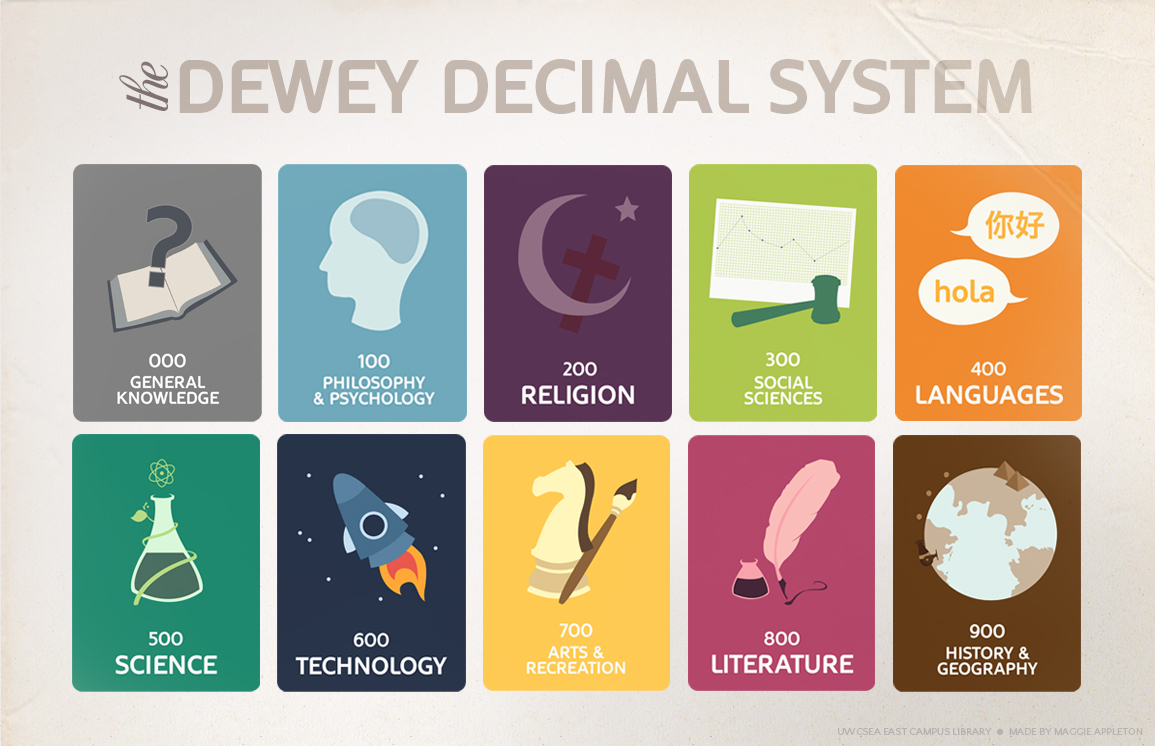 the DEWEY DECIMAL SYSTEM
000
GENERAL
KNOWLEDGE
100
PHILOSOPHY
& PSYCHOLOGY
200
RELIGION
300
SOCIAL
SCIENCES
你好
hola
400
LANGUAGES
500
SCIENCE
600
TECHNOLOGY
700
ARTS &
RECREATION
800
LITERATURE
900
HISTORY &
GEOGRAPHY
UW CSEA EAST CAMPUS LIBRARY ● MADE BY MAGGIE APPLETON